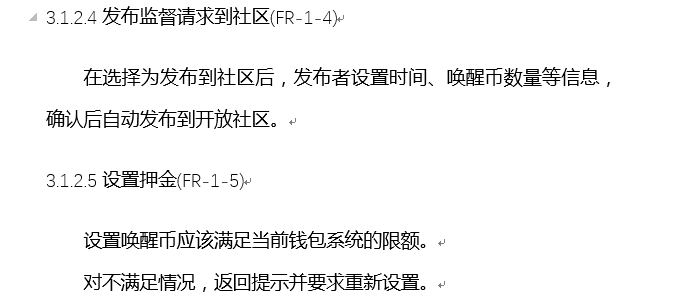 3.1.2.4 发布监督请求到社区(FR-1-4)
在选择为发布到社区后，发布者设置时间、唤醒币数量等信息，
确认后自动发布到开放社区。
3.1.2.5 设置押金(FR-1-5)
设置唤醒币应该满足当前钱包系统的限额。
对不满足情况，返回提示并要求重新设置。